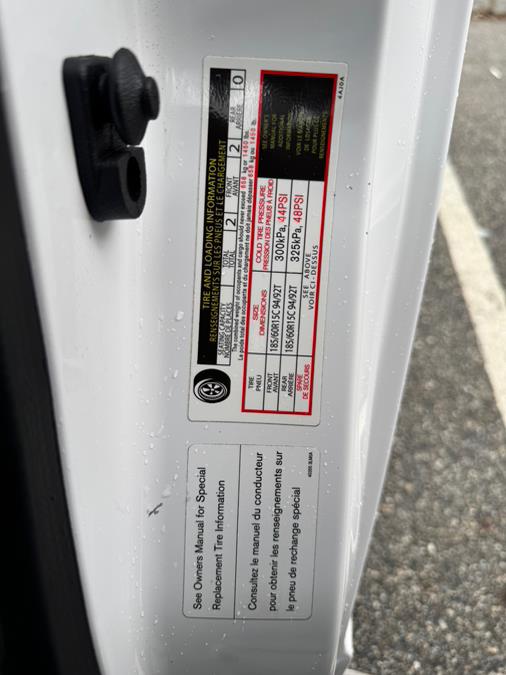 TIRE AND LOADING INFORMATION
RENSEIGNEMENTS SUR LES PNEUS ET LE CHARGEMENT
SEATING CAPACITY
NOMBRE DE PLACES
TOTAL
TOTAL
2
FRONT
AVANT
2
REAR
ARRIÈRE
0
The combined weight of occupants and cargo should never exceed 658 kg or 1450 lbs.
Le poids total des occupants et du chargement ne doit jamais dépasser 658 kg ou 1450 lb.
TIRE
PNEU
SIZE
DIMENSIONS
COLD TIRE PRESSURE
PRESSION DES PNEUS À FROID
FRONT
AVANT
185/60R15C 94/92T
300kPa, 44PSI
REAR
ARRIÈRE
185/60R15C 94/92T
325kPa, 48PSI
SPARE
DE SECOURS
SEE ABOVE
VOIR CI-DESSUS
SEE OWNER'S
MANUAL FOR
ADDITIONAL
INFORMATION
VOIR LE MANUEL
DE L'USAGER
POUR PLUS DE
RENSEIGNEMENTS
4AJ0A
See Owners Manual for Special
Replacement Tire Information
Consultez le manuel du conducteur
pour obtenir les renseignements sur
le pneu de rechange spécial